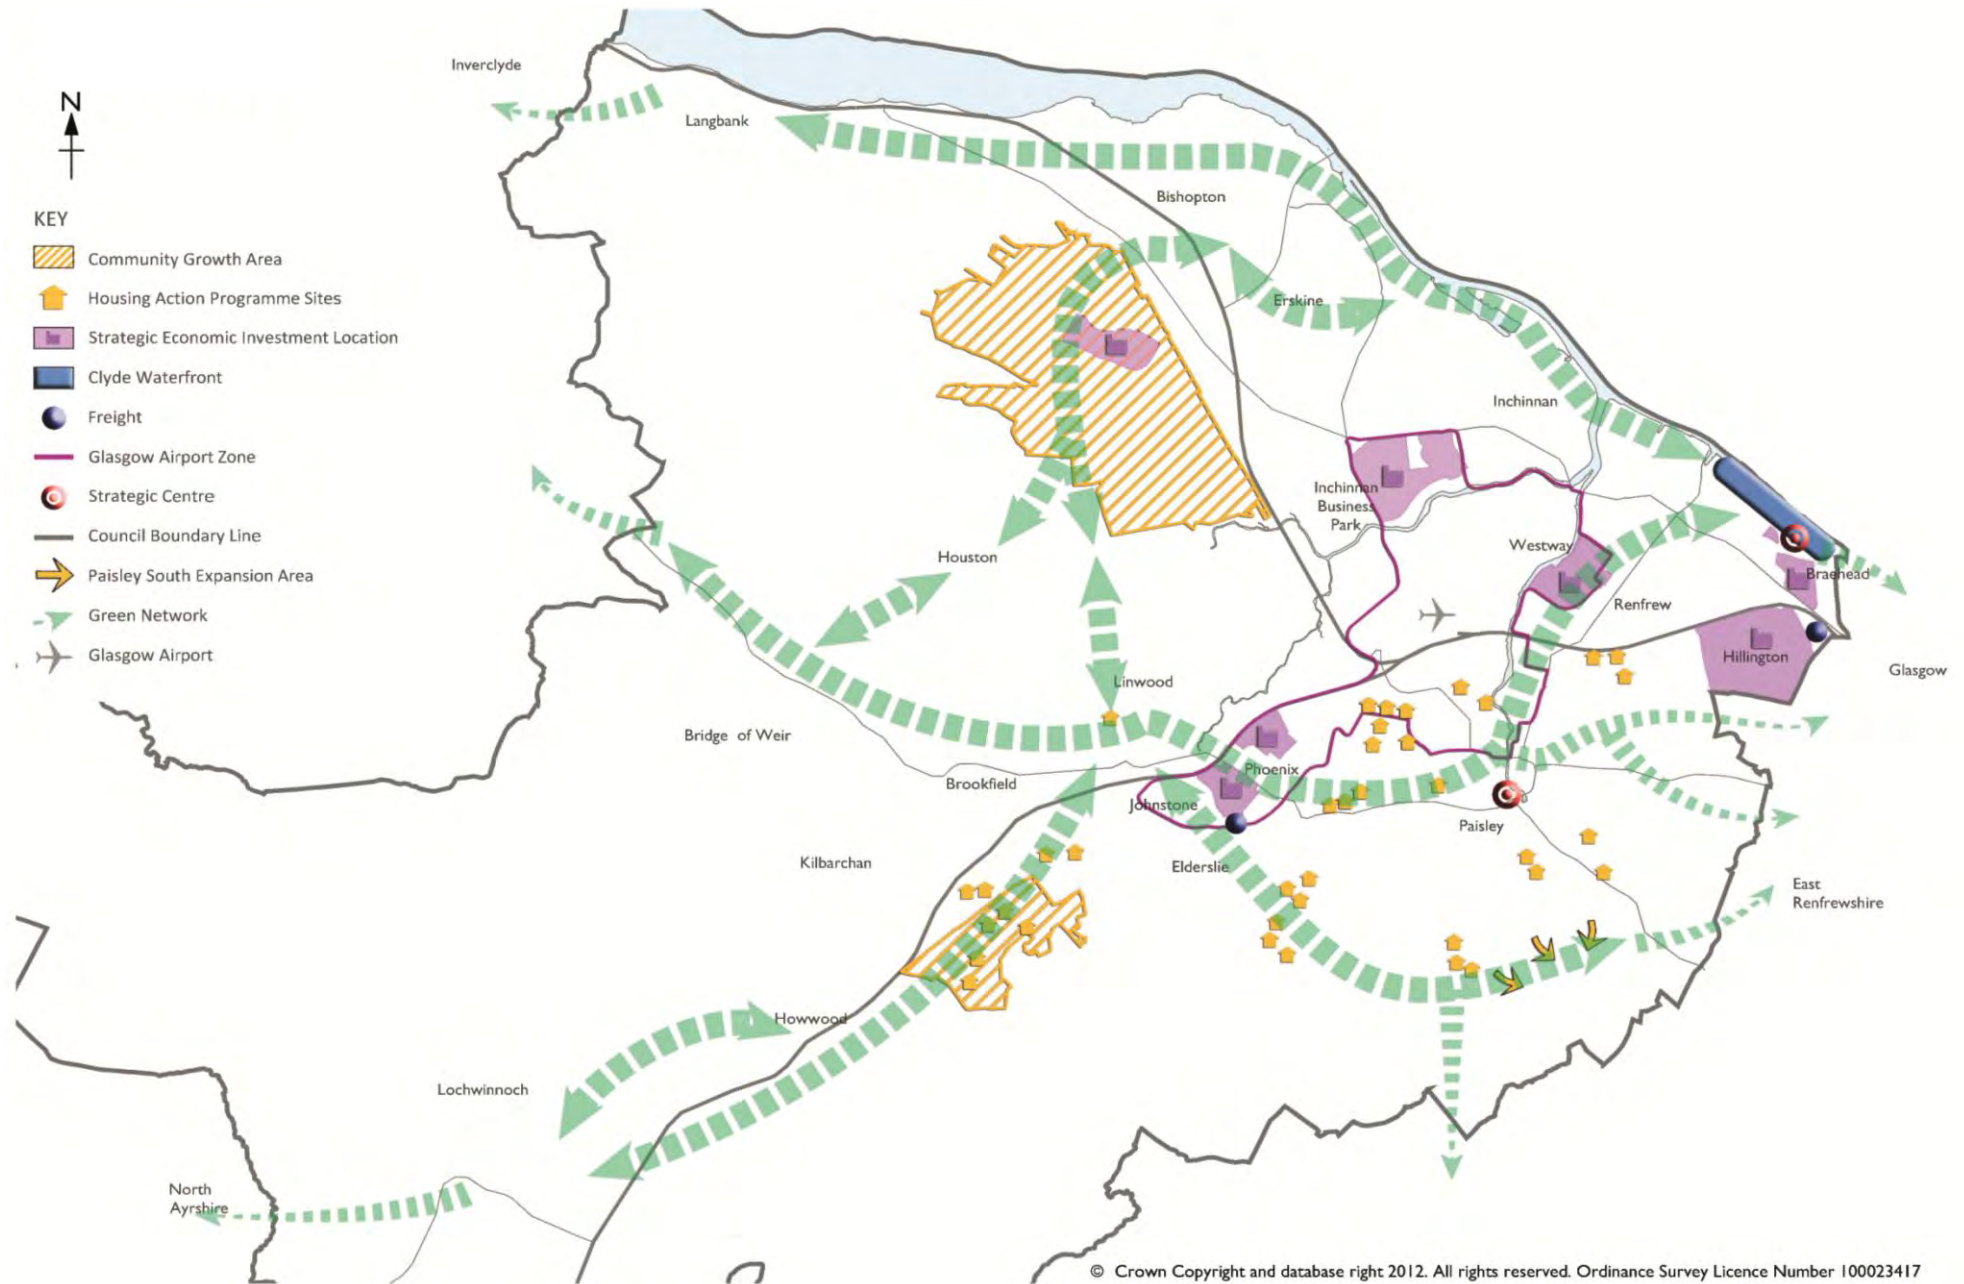 Inverclyde
N
Langbank
Bishopton
KEY
Community Growth Area
Housing Action Programme Sites
Strategic Economic Investment Location
Clyde Waterfront
Freight
Glasgow Airport Zone
Strategic Centre
Council Boundary Line
Paisley South Expansion Area
Green Network
Glasgow Airport
Erskine
Inchinnan
Inchinnan
Business
Park
Westway
Houston
Braehead
Renfrew
Hillington
Glasgow
Linwood
Bridge of Weir
Phoenix
Brookfield
Johnstone
Paisley
Kilbarchan
Elderslie
East
Renfrewshire
Howwood
Lochwinnoch
North
Ayrshire
© Crown Copyright and database right 2012. All rights reserved. Ordinance Survey Licence Number 100023417